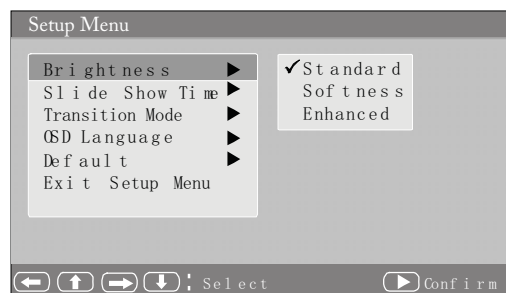 Setup Menu
Brightness
Slide Show Time
Transition Mode
OSD Language
Default
Exit Setup Menu
Standard
Softness
Enhanced
Select
Confirm